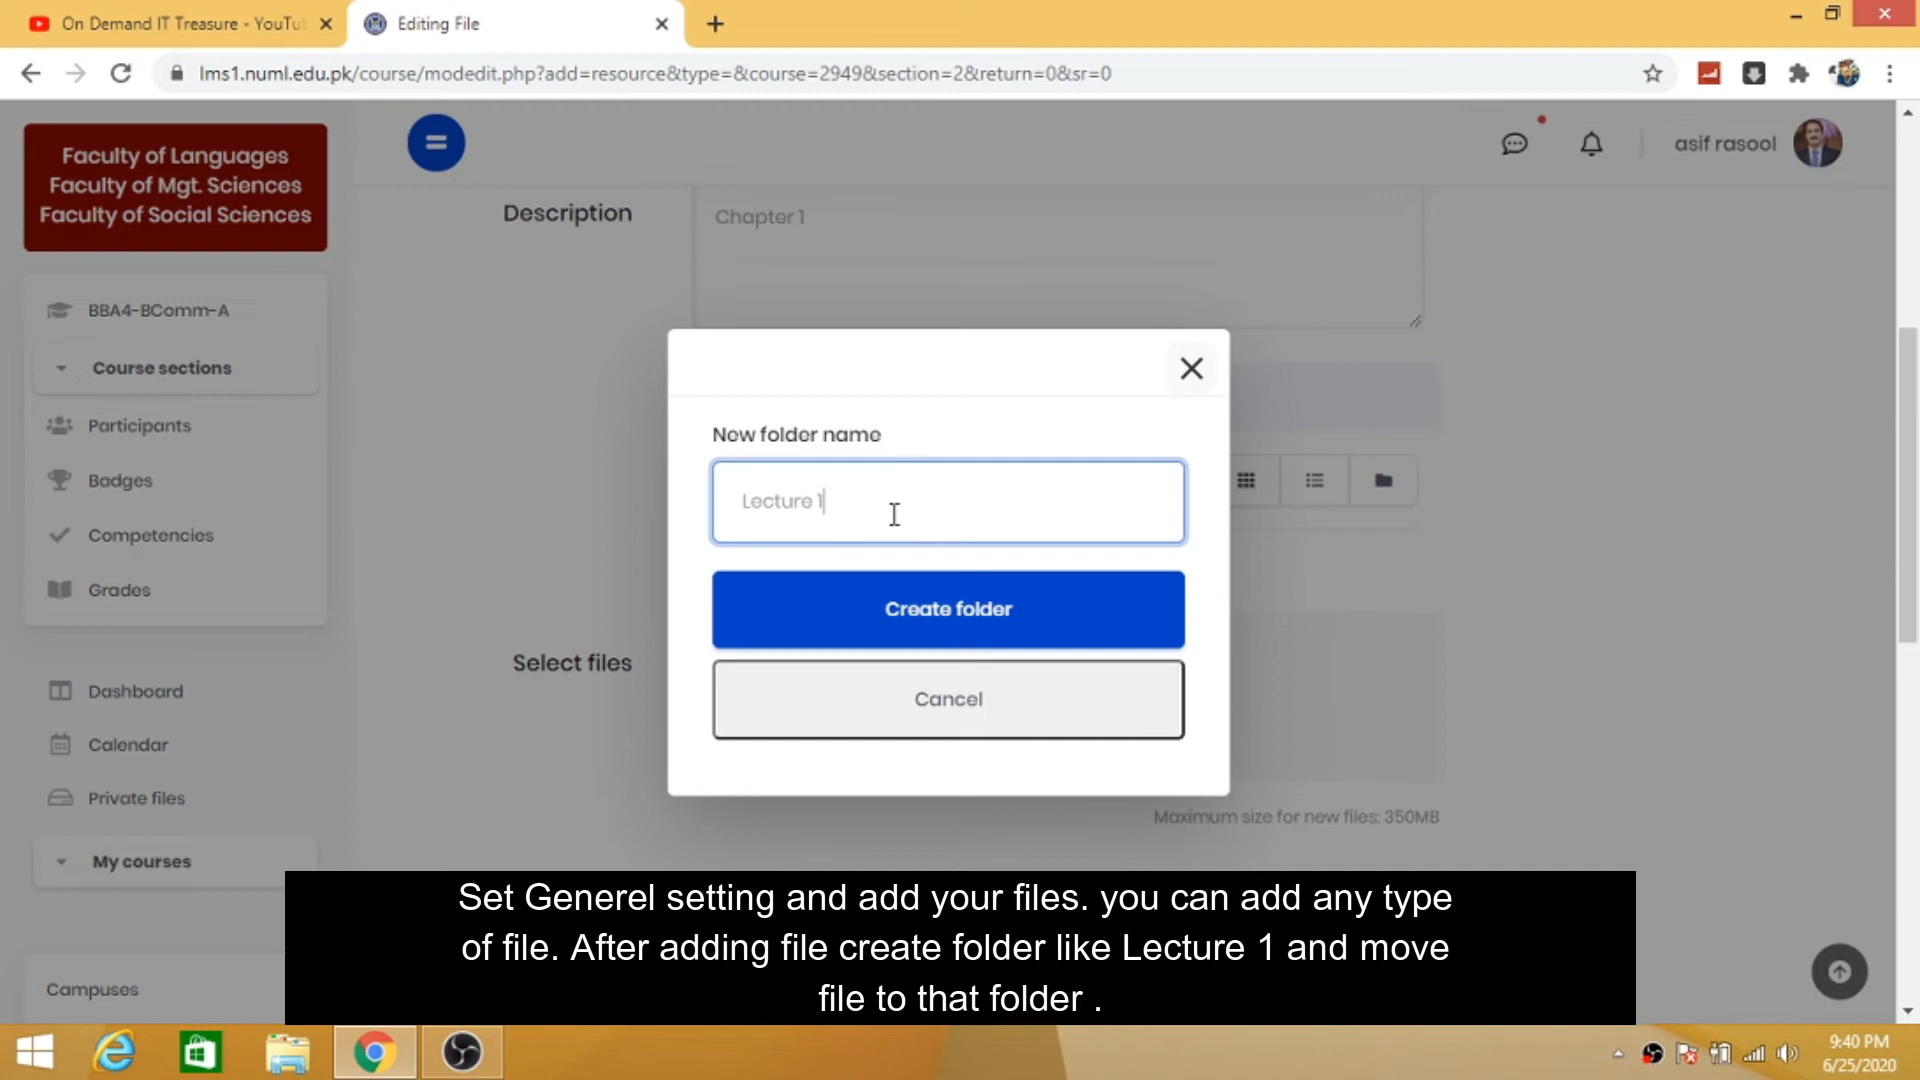 On Demand IT Treasure - YouTu
Editing File
lms1.numl.edu.pk/course/modedit.php?add=resource&type=&course=2949&section=2&return=0&sr=0
Faculty of Languages
Faculty of Mgt. Sciences
Faculty of Social Sciences
asif rasool
Description
Chapter 1
BBA4-BComm-A
Course sections
Participants
Badges
Competencies
Grades
New folder name
Lecture 1
Create folder
Cancel
Select files
Dashboard
Calendar
Private files
Maximum size for new files: 350MB
My courses
Campuses
Set Generel setting and add your files. you can add any type
of file. After adding file create folder like Lecture 1 and move
file to that folder .
9:40 PM
6/25/2020